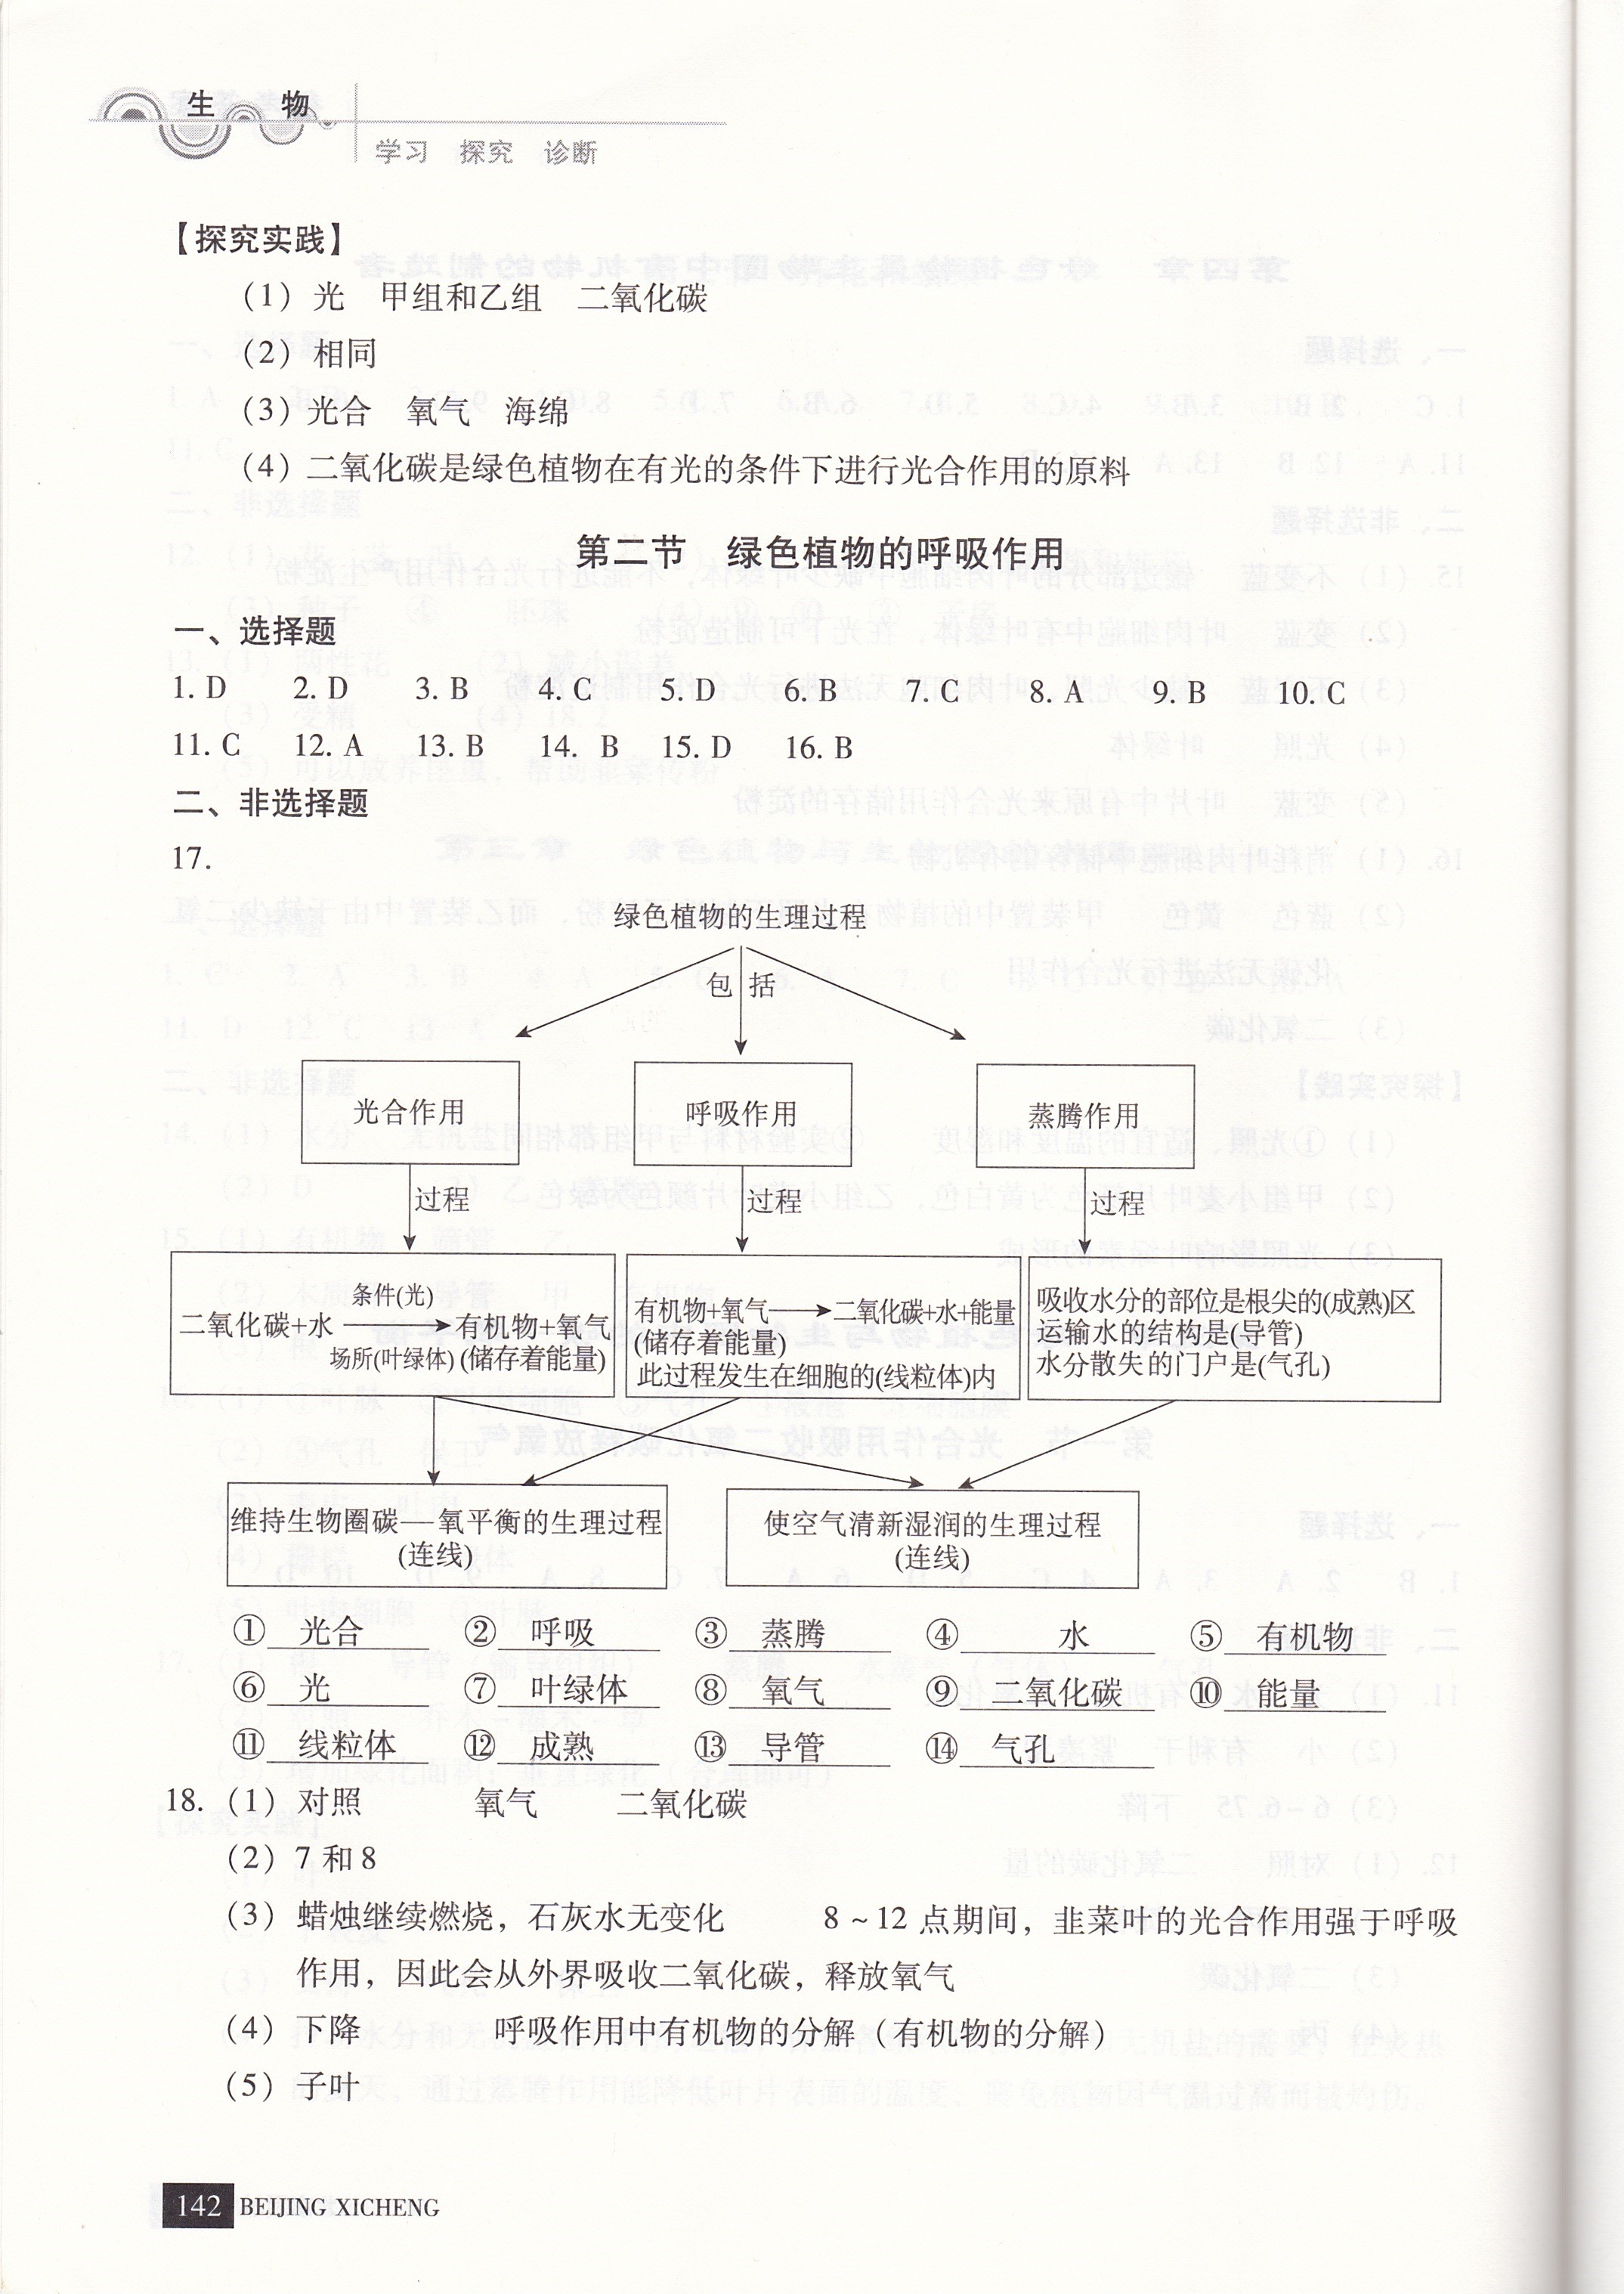 生 物
学习 探究 诊断
【探究实践】
(1) 光 甲组和乙组 二氧化碳
(2) 相同
(3) 光合 氧气 海绵
(4) 二氧化碳是绿色植物在有光的条件下进行光合作用的原料
第二节 绿色植物的呼吸作用
一、选择题
1. D 2. D 3. B 4. C 5. D 6. B 7. C 8. A 9. B 10. C
11. C 12. A 13. B 14. B 15. D 16. B
二、非选择题
17.
绿色植物的生理过程
包 括
光合作用 呼吸作用 蒸腾作用
过程 过程 过程
条件(光)
二氧化碳+水 有机物+氧气
场所(叶绿体) (储存着能量)
有机物+氧气 二氧化碳+水+能量
(储存着能量)
此过程发生在细胞的(线粒体)内
吸收水分的部位是根尖的(成熟)区
运输水的结构是(导管)
水分散失的门户是(气孔)
维持生物圈碳—氧平衡的生理过程
(连线)
使空气清新湿润的生理过程
(连线)
① 光合 ② 呼吸 ③ 蒸腾 ④ 水 ⑤ 有机物
⑥ 光 ⑦ 叶绿体 ⑧ 氧气 ⑨ 二氧化碳 ⑩ 能量
⑪ 线粒体 ⑫ 成熟 ⑬ 导管 ⑭ 气孔
18. (1) 对照 氧气 二氧化碳
(2) 7 和 8
(3) 蜡烛继续燃烧，石灰水无变化 8～12 点期间，韭菜叶的光合作用强于呼吸
作用，因此会从外界吸收二氧化碳，释放氧气
(4) 下降 呼吸作用中有机物的分解（有机物的分解）
(5) 子叶
142 BEIJING XICHENG